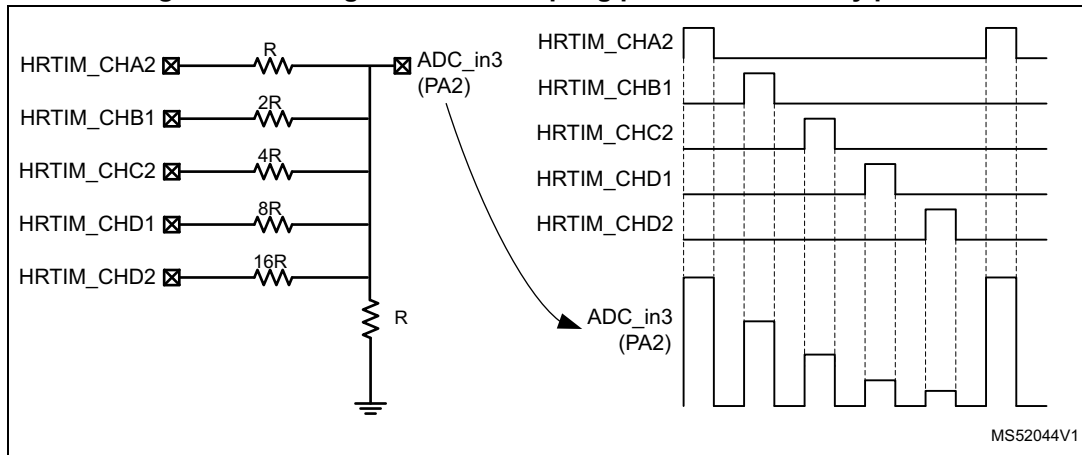 HRTIM_CHA2
R
ADC_in3
(PA2)
HRTIM_CHB1
2R
HRTIM_CHC2
4R
HRTIM_CHD1
8R
HRTIM_CHD2
16R
R
HRTIM_CHA2
HRTIM_CHB1
HRTIM_CHC2
HRTIM_CHD1
HRTIM_CHD2
ADC_in3
(PA2)
MS52044V1